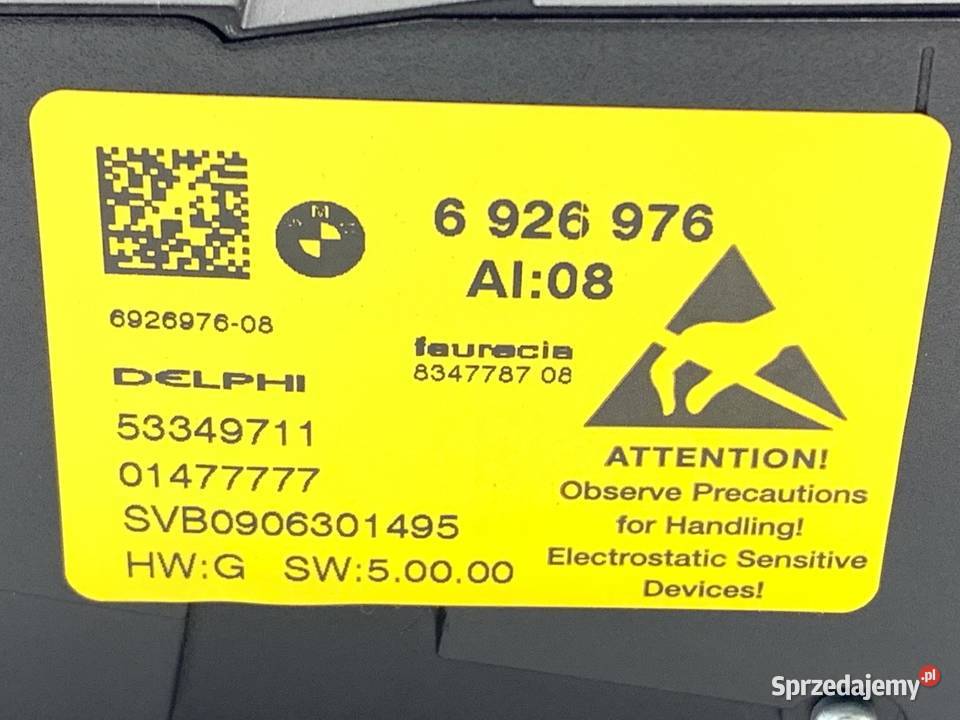 6 926 976
AI:08
6926976-08
faurecia
8347787 08
DELPHI
53349711
01477777
SVB0906301495
HW:G SW:5.00.00
ATTENTION!
Observe Precautions
for Handling!
Electrostatic Sensitive
Devices!
Sprzedajemy.pl